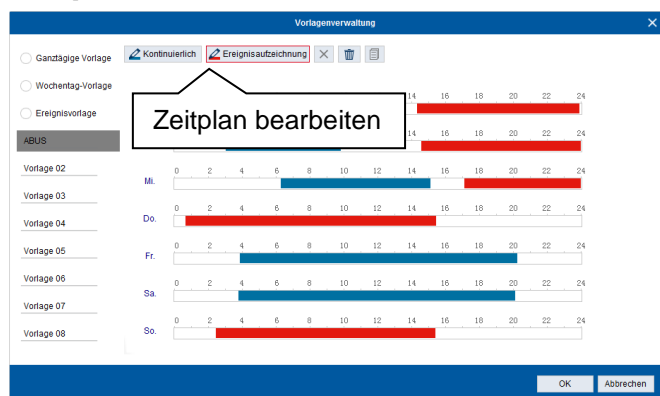 Vorlagenverwaltung
Ganztägige Vorlage
Kontinuierlich
Ereignisaufzeichnung
Wochentag-Vorlage
Ereignisvorlage
Zeitplan bearbeiten
14 16 18 20 22 24
ABUS
14 16 18 20 22 24
Vorlage 02
0 2 4 6 8 10 12 14 16 18 20 22 24
Mi.
Vorlage 03
0 2 4 6 8 10 12 14 16 18 20 22 24
Do.
Vorlage 04
0 2 4 6 8 10 12 14 16 18 20 22 24
Vorlage 05
Fr.
Vorlage 06
0 2 4 6 8 10 12 14 16 18 20 22 24
Sa.
Vorlage 07
0 2 4 6 8 10 12 14 16 18 20 22 24
Vorlage 08
So.
OK
Abbrechen